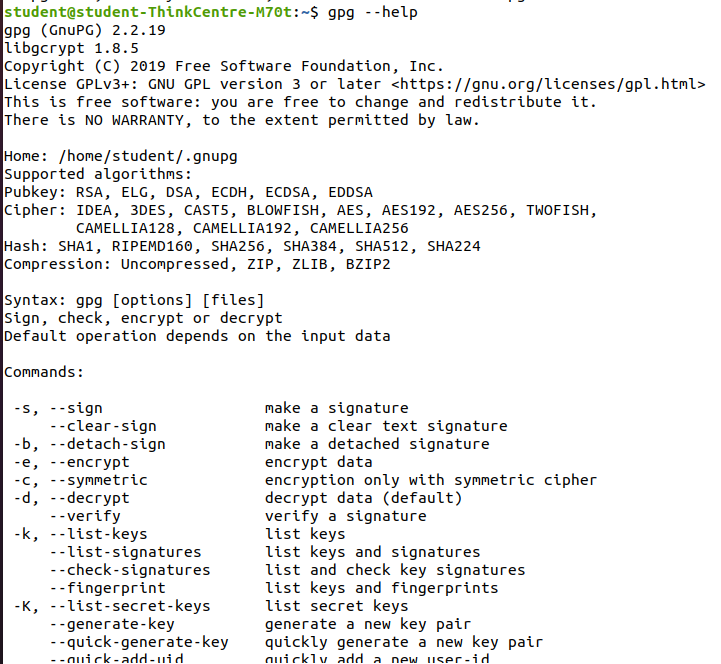 student@student-ThinkCentre-M70t:~$ gpg --help
gpg (GnuPG) 2.2.19
libgcrypt 1.8.5
Copyright (C) 2019 Free Software Foundation, Inc.
License GPLv3+: GNU GPL version 3 or later <https://gnu.org/licenses/gpl.html>
This is free software: you are free to change and redistribute it.
There is NO WARRANTY, to the extent permitted by law.

Home: /home/student/.gnupg
Supported algorithms:
Pubkey: RSA, ELG, DSA, ECDH, ECDSA, EDDSA
Cipher: IDEA, 3DES, CAST5, BLOWFISH, AES, AES192, AES256, TWOFISH,
        CAMELLIA128, CAMELLIA192, CAMELLIA256
Hash: SHA1, RIPEMD160, SHA256, SHA384, SHA512, SHA224
Compression: Uncompressed, ZIP, ZLIB, BZIP2

Syntax: gpg [options] [files]
Sign, check, encrypt or decrypt
Default operation depends on the input data

Commands:

 -s, --sign                  make a signature
     --clear-sign            make a clear text signature
 -b, --detach-sign           make a detached signature
 -e, --encrypt               encrypt data
 -c, --symmetric             encryption only with symmetric cipher
 -d, --decrypt               decrypt data (default)
     --verify                verify a signature
 -k, --list-keys             list keys
     --list-signatures       list keys and signatures
     --check-signatures      list and check key signatures
     --fingerprint           list keys and fingerprints
 -K, --list-secret-keys      list secret keys
     --generate-key          generate a new key pair
     --quick-generate-key    quickly generate a new key pair
     --quick-add-uid         quickly add a new user-id